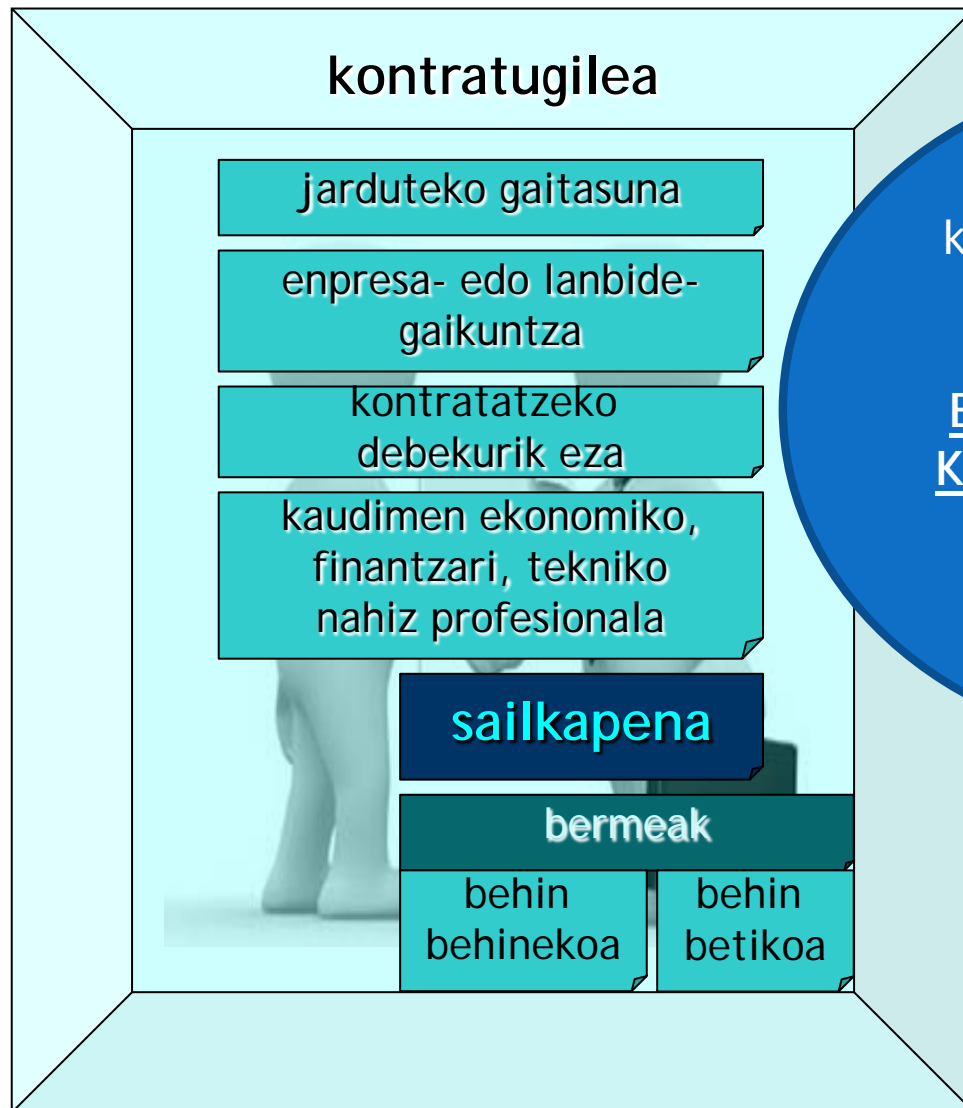 kontratugilea
jarduteko gaitasuna
enpresa- edo lanbide-
gaikuntza
kontratatzeko
debekurik eza
kaudimen ekonomiko,
finantzari, tekniko
nahiz profesionala
sailkapena
bermeak
behin
behinekoa
behin
betikoa